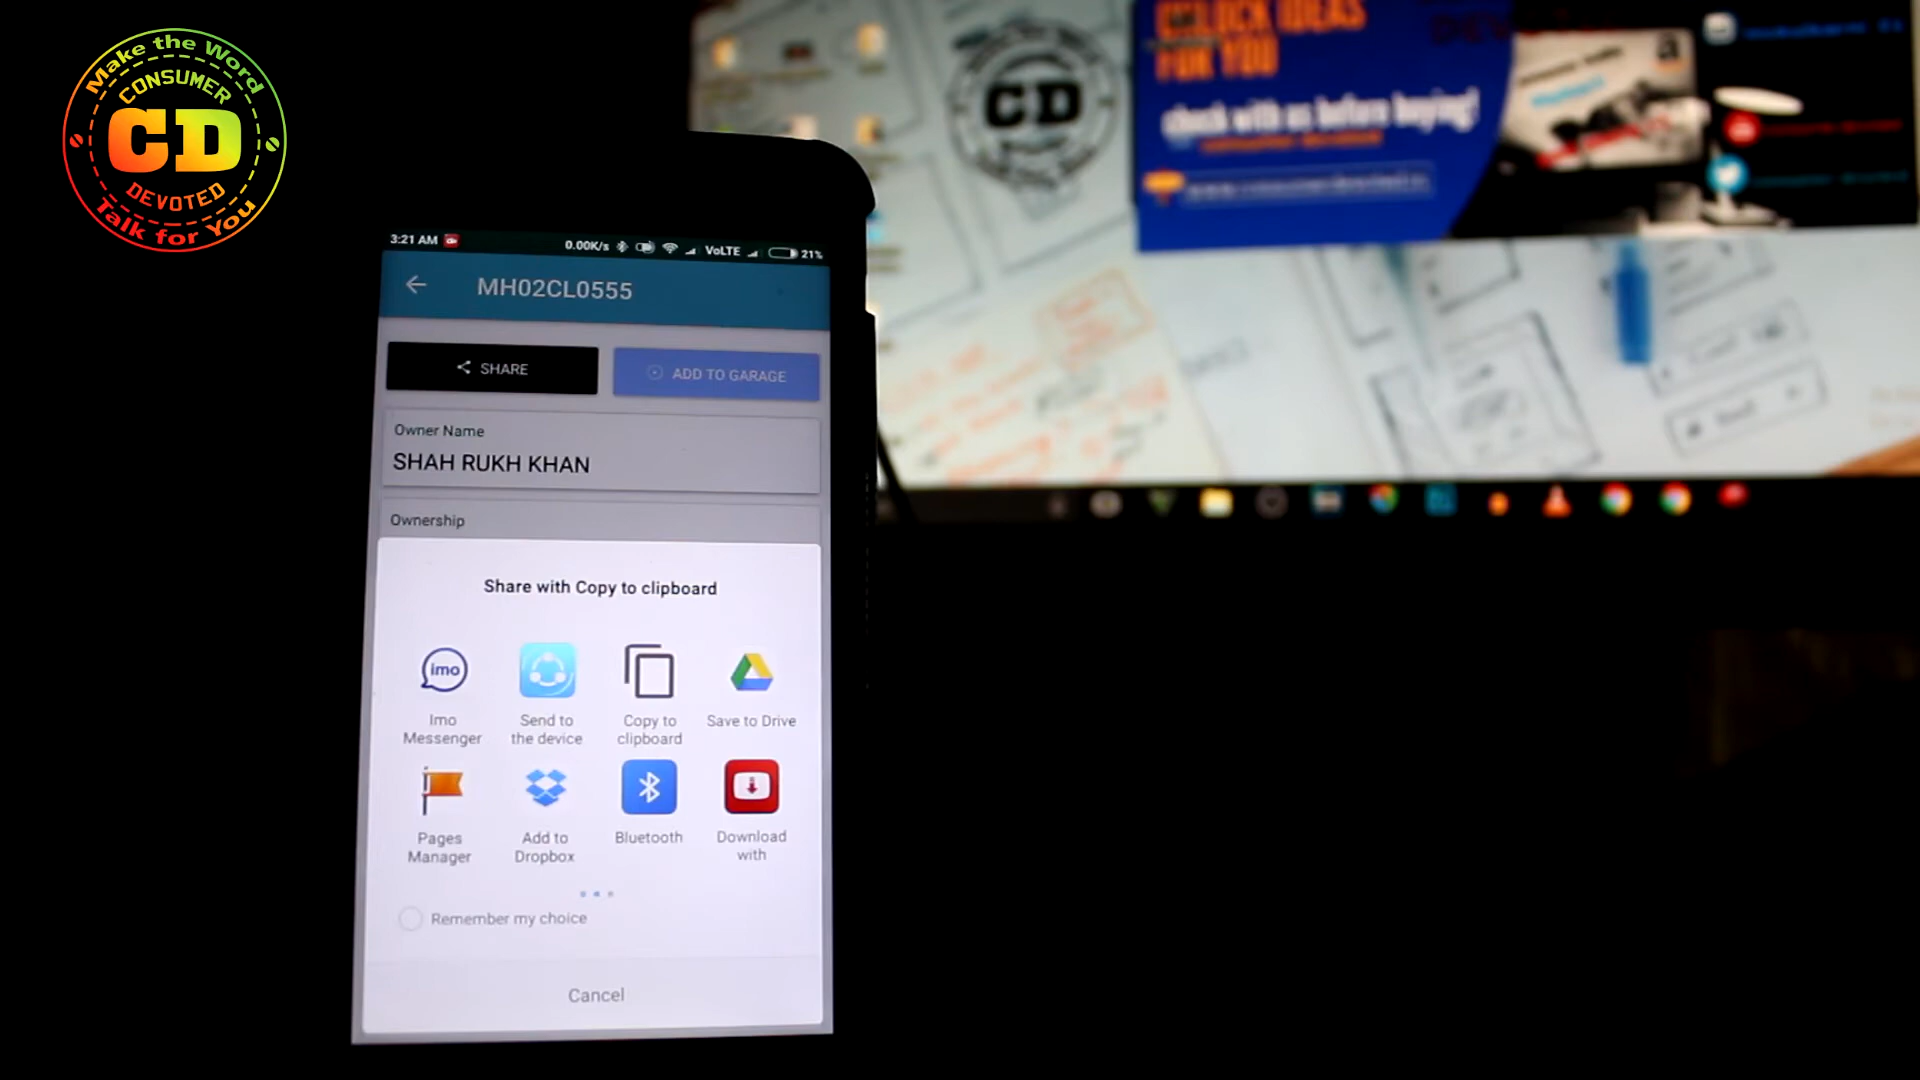 Make the Word
CONSUMER
CD
DEVOTED
Talk for You
3:21 AM
0.00K/s
VoLTE
21%
MH02CL0555
SHARE
ADD TO GARAGE
Owner Name
SHAH RUKH KHAN
Ownership
Share with Copy to clipboard
imo
Imo
Messenger
Send to
the device
Copy to
clipboard
Save to Drive
Pages
Manager
Add to
Dropbox
Bluetooth
Download
with
Remember my choice
Cancel
CD
IDEAS
FOR YOU
check with us before buying!